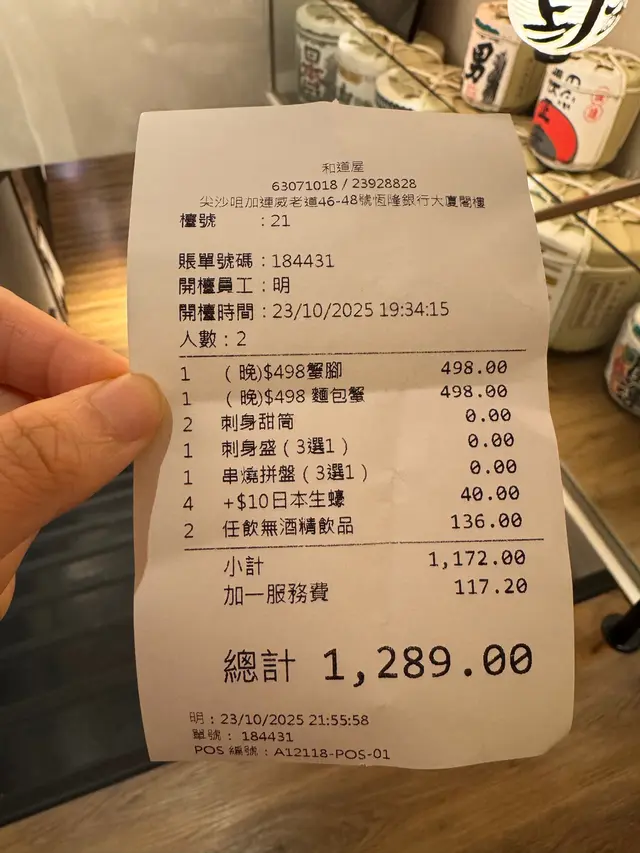 男
上
和道屋
63071018 / 23928828
尖沙咀加連威老道46-48號恆隆銀行大廈閣樓
檯號 : 21
賬單號碼 : 184431
開檯員工 : 明
開檯時間 : 23/10/2025 19:34:15
人數 : 2
1 (晚)$498蟹腳 498.00
1 (晚)$498 麵包蟹 498.00
2 刺身甜筒 0.00
1 刺身盛 (3選1) 0.00
1 串燒拼盤 (3選1) 0.00
4 +$10日本生蠔 40.00
2 任飲無酒精飲品 136.00
小計 1,172.00
加一服務費 117.20
總計 1,289.00
明 : 23/10/2025 21:55:58
單號 : 184431
POS 編號 : A12118-POS-01